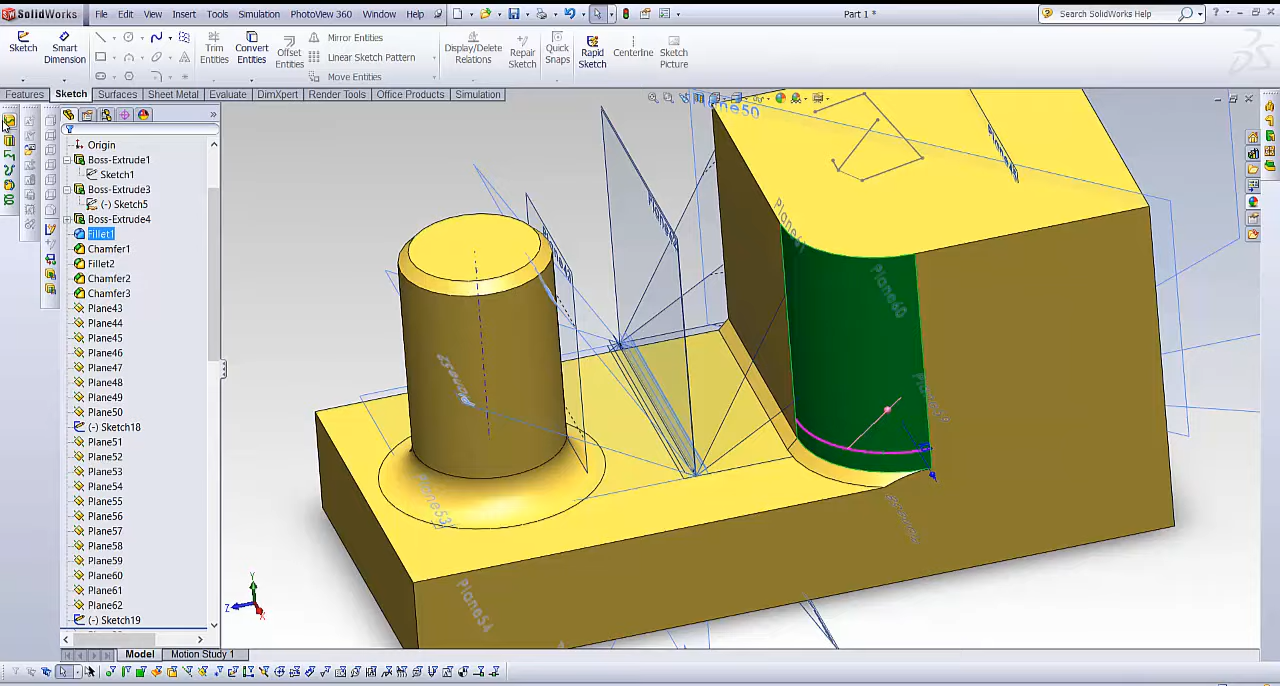 SolidWorks File Edit View Insert Tools Simulation PhotoView 360 Window Help Part 1 * Search SolidWorks Help
Sketch Smart Dimension Trim Entities Convert Entities Offset Entities Mirror Entities Linear Sketch Pattern Move Entities Display/Delete Relations Repair Sketch Quick Snaps Rapid Sketch Centerline Sketch Picture
Features Sketch Surfaces Sheet Metal Evaluate DimXpert Render Tools Office Products Simulation
Origin
Boss-Extrude1
Sketch1
Boss-Extrude3
(-) Sketch5
Boss-Extrude4
Fillet1
Chamfer1
Fillet2
Chamfer2
Chamfer3
Plane43
Plane44
Plane45
Plane46
Plane47
Plane48
Plane49
Plane50
(-) Sketch18
Plane51
Plane52
Plane53
Plane54
Plane55
Plane56
Plane57
Plane58
Plane59
Plane60
Plane61
Plane62
(-) Sketch19
Plane50
Plane61
Plane60
Plane53
Plane54
Y
Z
X
Model Motion Study 1